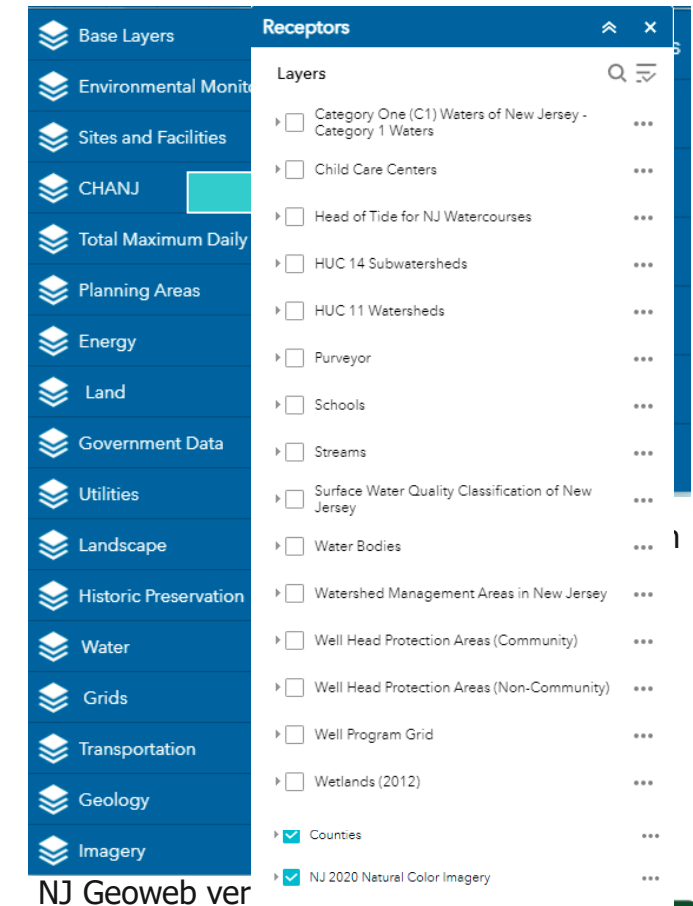 Base Layers
Environmental Monito
Sites and Facilities
CHANJ
Total Maximum Daily
Planning Areas
Energy
Land
Government Data
Utilities
Landscape
Historic Preservation
Water
Grids
Transportation
Geology
Imagery
NJ Geoweb ver
Receptors
Layers
Category One (C1) Waters of New Jersey -
Category 1 Waters
Child Care Centers
Head of Tide for NJ Watercourses
HUC 14 Subwatersheds
HUC 11 Watersheds
Purveyor
Schools
Streams
Surface Water Quality Classification of New
Jersey
Water Bodies
Watershed Management Areas in New Jersey
Well Head Protection Areas (Community)
Well Head Protection Areas (Non-Community)
Well Program Grid
Wetlands (2012)
Counties
NJ 2020 Natural Color Imagery